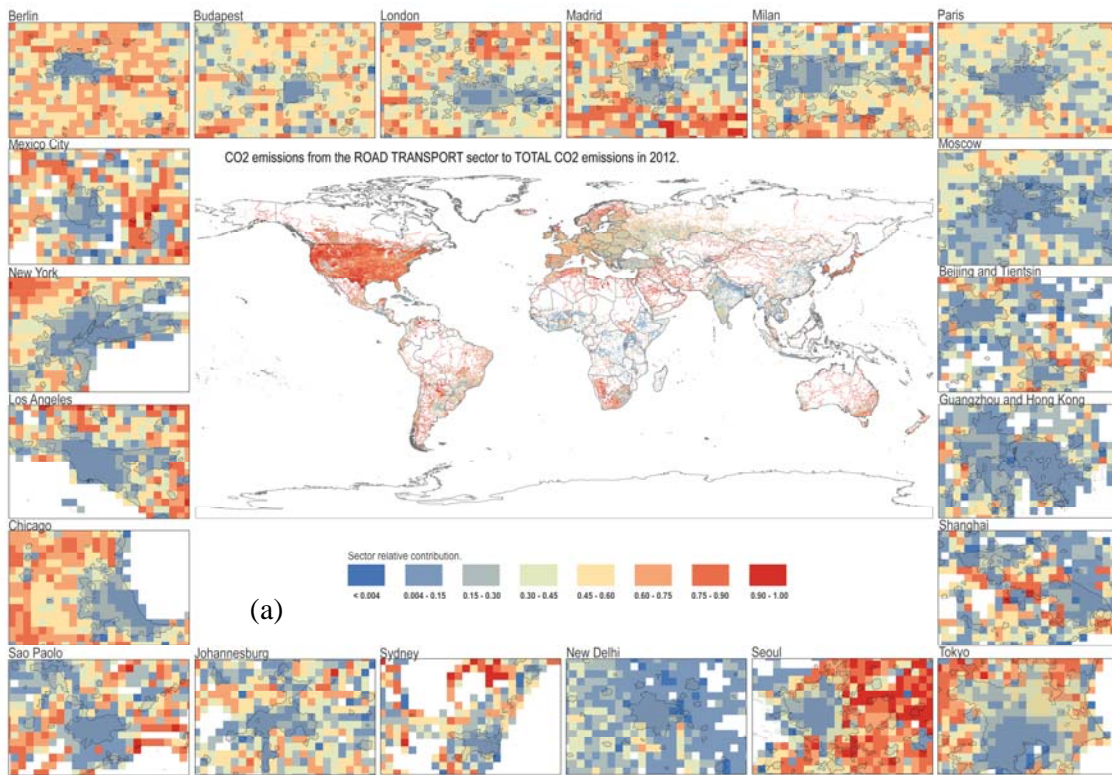 Berlin
Budapest
London
Madrid
Milan
Paris
Mexico City
CO2 emissions from the ROAD TRANSPORT sector to TOTAL CO2 emissions in 2012.
Moscow
New York
Beijing and Tientsin
Los Angeles
Guangzhou and Hong Kong
Chicago
Shanghai
Sector relative contribution.
< 0.004
0.004 - 0.15
0.15 - 0.30
0.30 - 0.45
0.45 - 0.60
0.60 - 0.75
0.75 - 0.90
0.90 - 1.00
(a)
Sao Paolo
Johannesburg
Sydney
New Delhi
Seoul
Tokyo